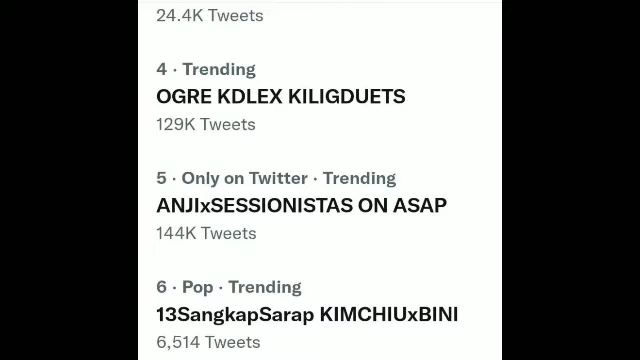 24.4K Tweets
4 · Trending
OGRE KDLEX KILIGDUETS
129K Tweets
5 · Only on Twitter · Trending
ANJIxSESSIONISTAS ON ASAP
144K Tweets
6 · Pop · Trending
13SangkapSarap KIMCHIUxBINI
6,514 Tweets